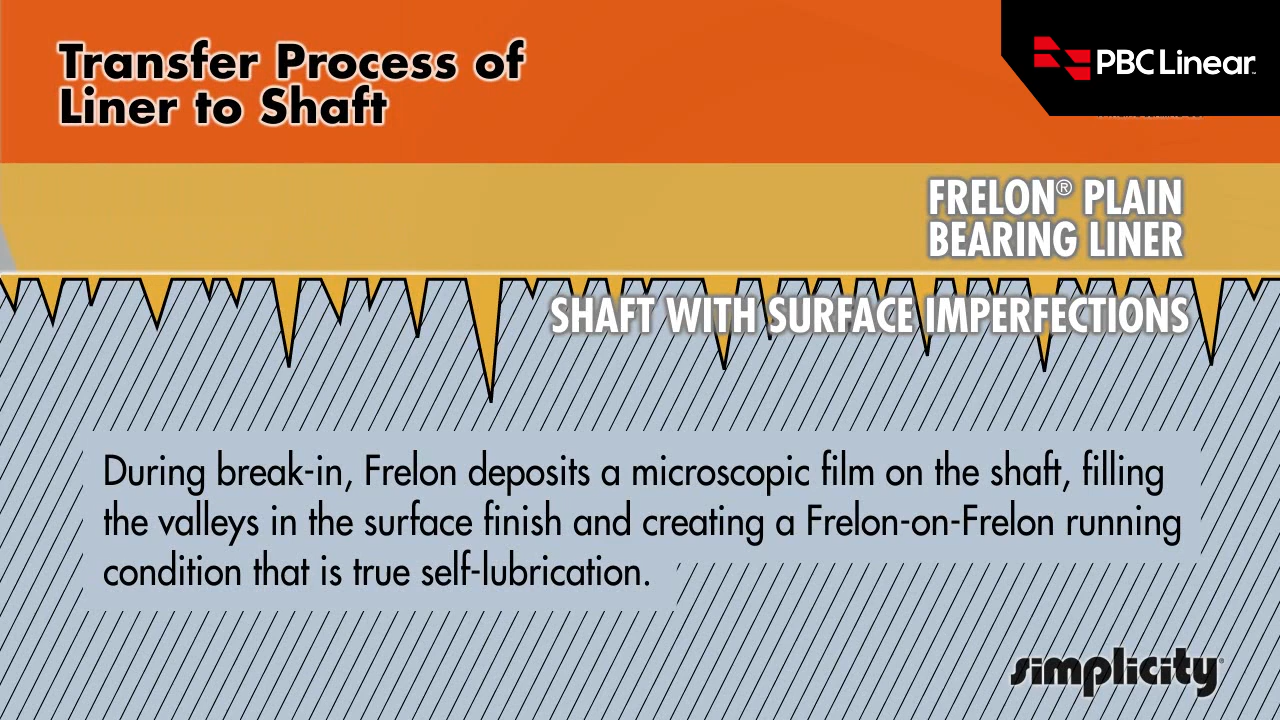 Transfer Process of
Liner to Shaft
PBC Linear™
FRELON® PLAIN
BEARING LINER
SHAFT WITH SURFACE IMPERFECTIONS
During break-in, Frelon deposits a microscopic film on the shaft, filling
the valleys in the surface finish and creating a Frelon-on-Frelon running
condition that is true self-lubrication.
simplicity®